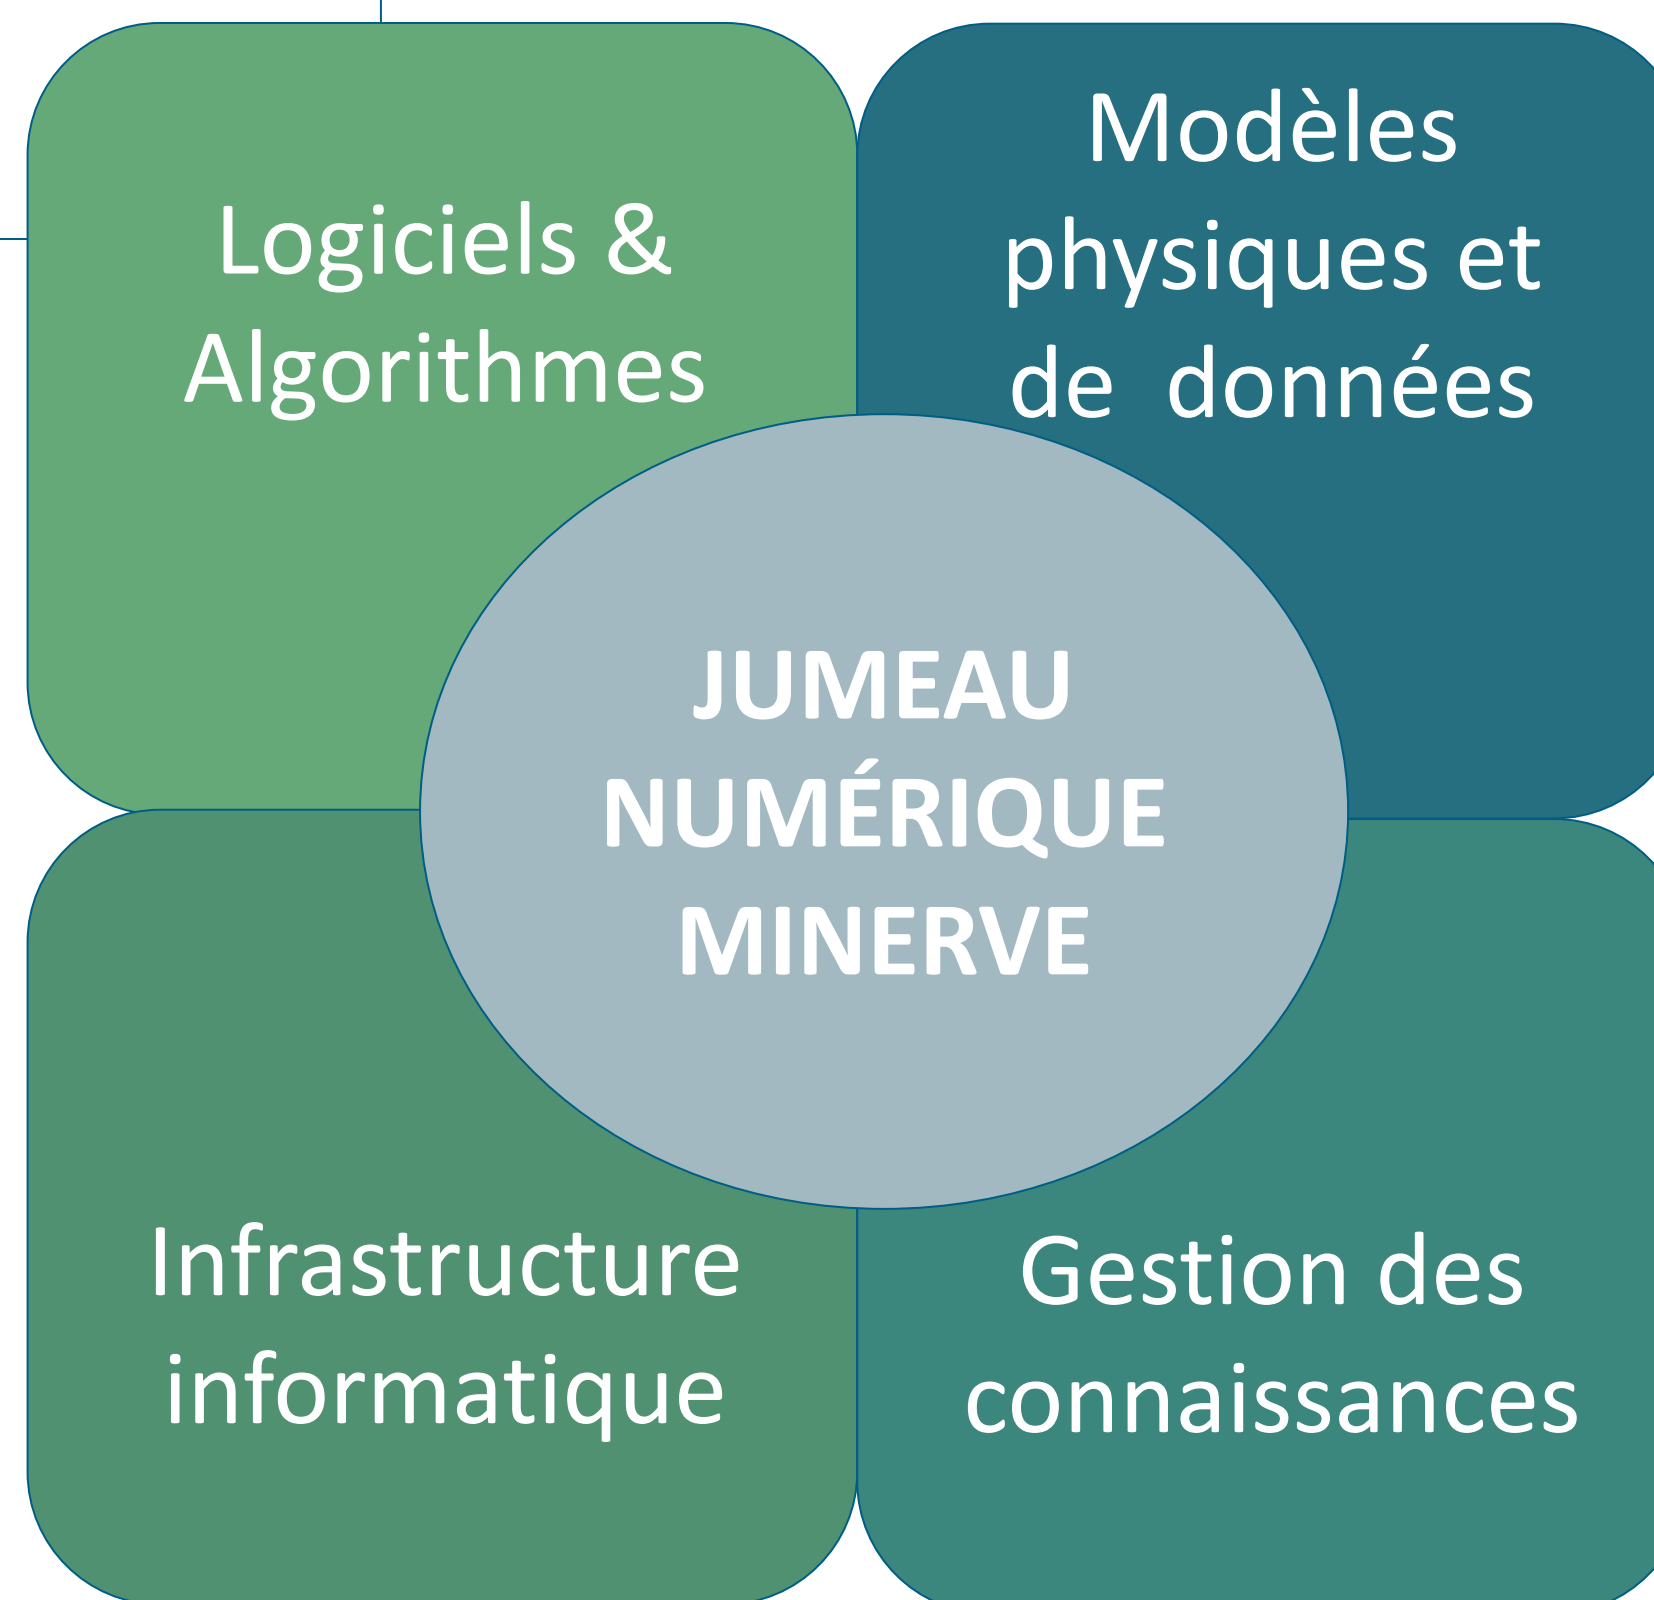 Logiciels &
Algorithmes
Modèles
physiques et
de  données
JUMEAU
NUMÉRIQUE
MINERVE
Infrastructure
informatique
Gestion des
connaissances